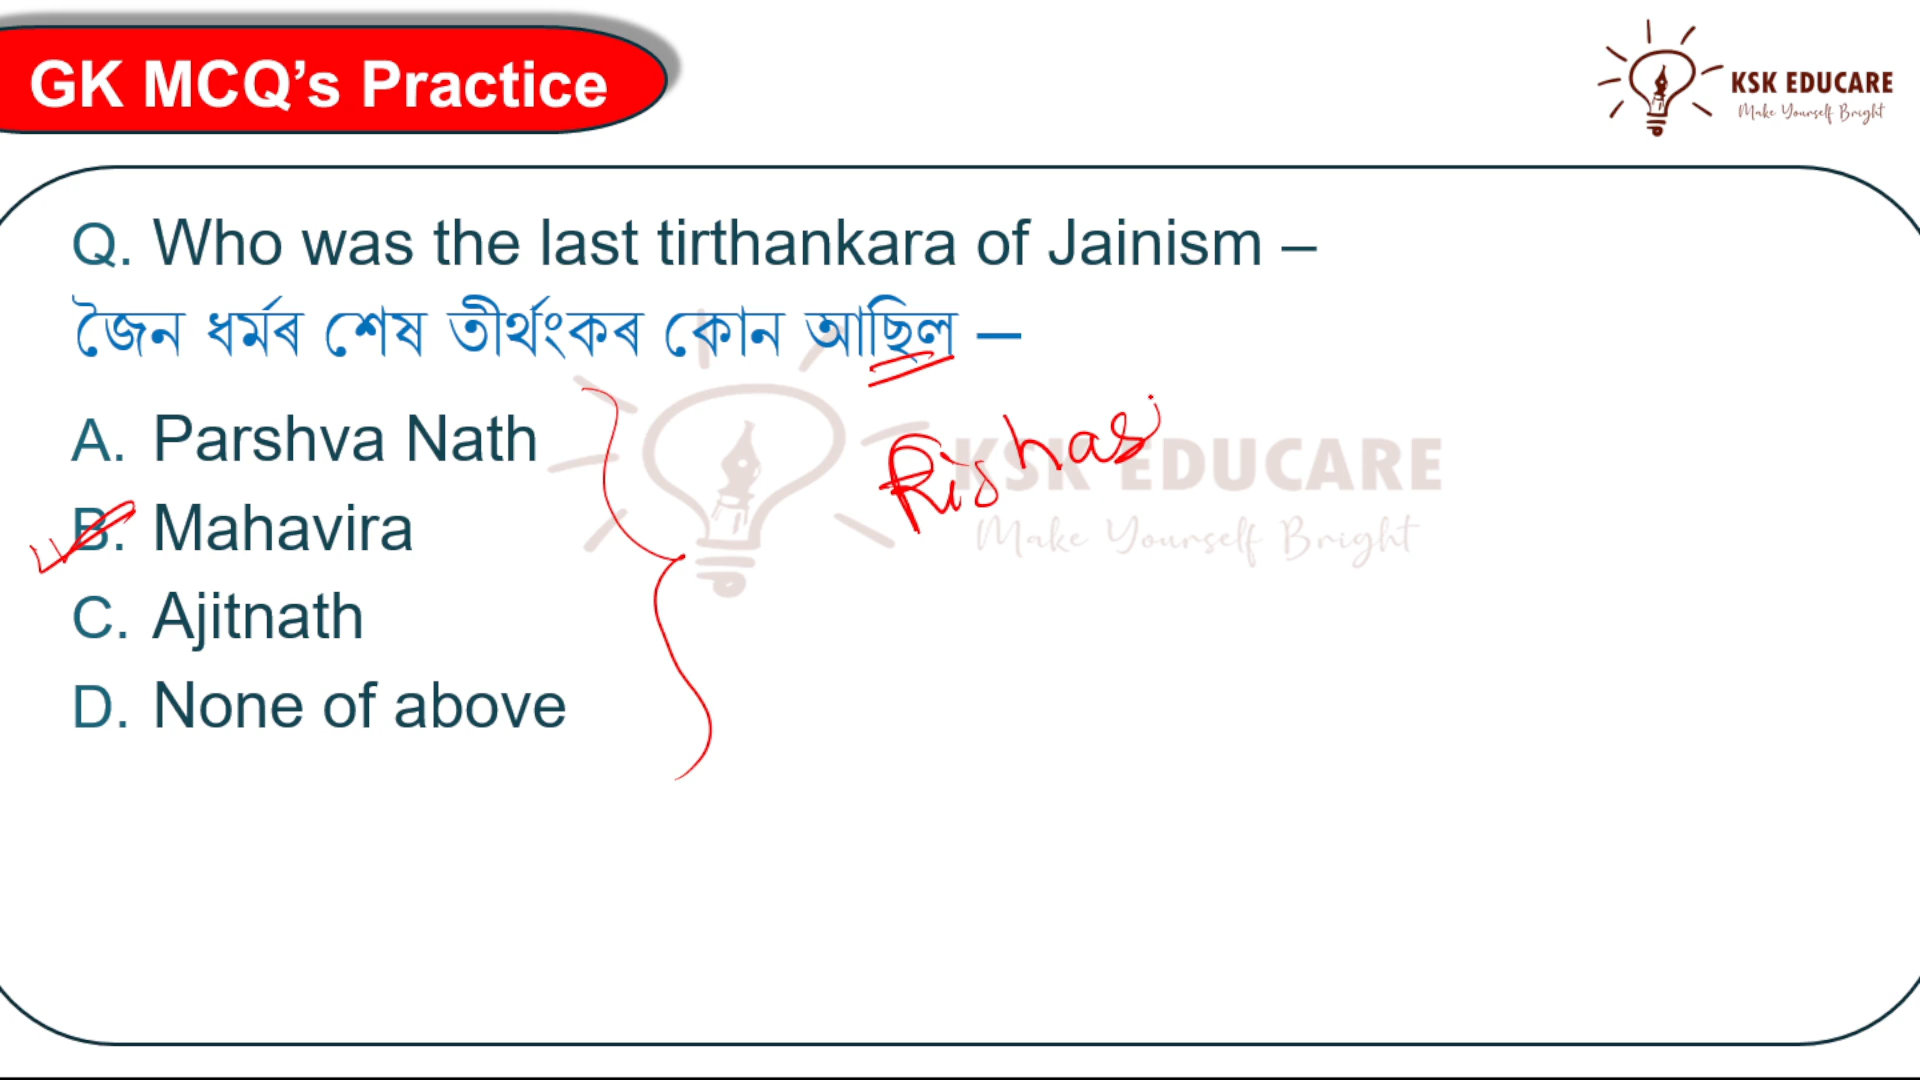 GK MCQ’s Practice
KSK EDUCARE
Make Yourself Bright
Q. Who was the last tirthankara of Jainism –
জৈন ধৰ্মৰ শেষ তীৰ্থংকৰ কোন আছিল –
A. Parshva Nath
B. Mahavira
C. Ajitnath
D. None of above
Rishas
KSK EDUCARE
Make Yourself Bright